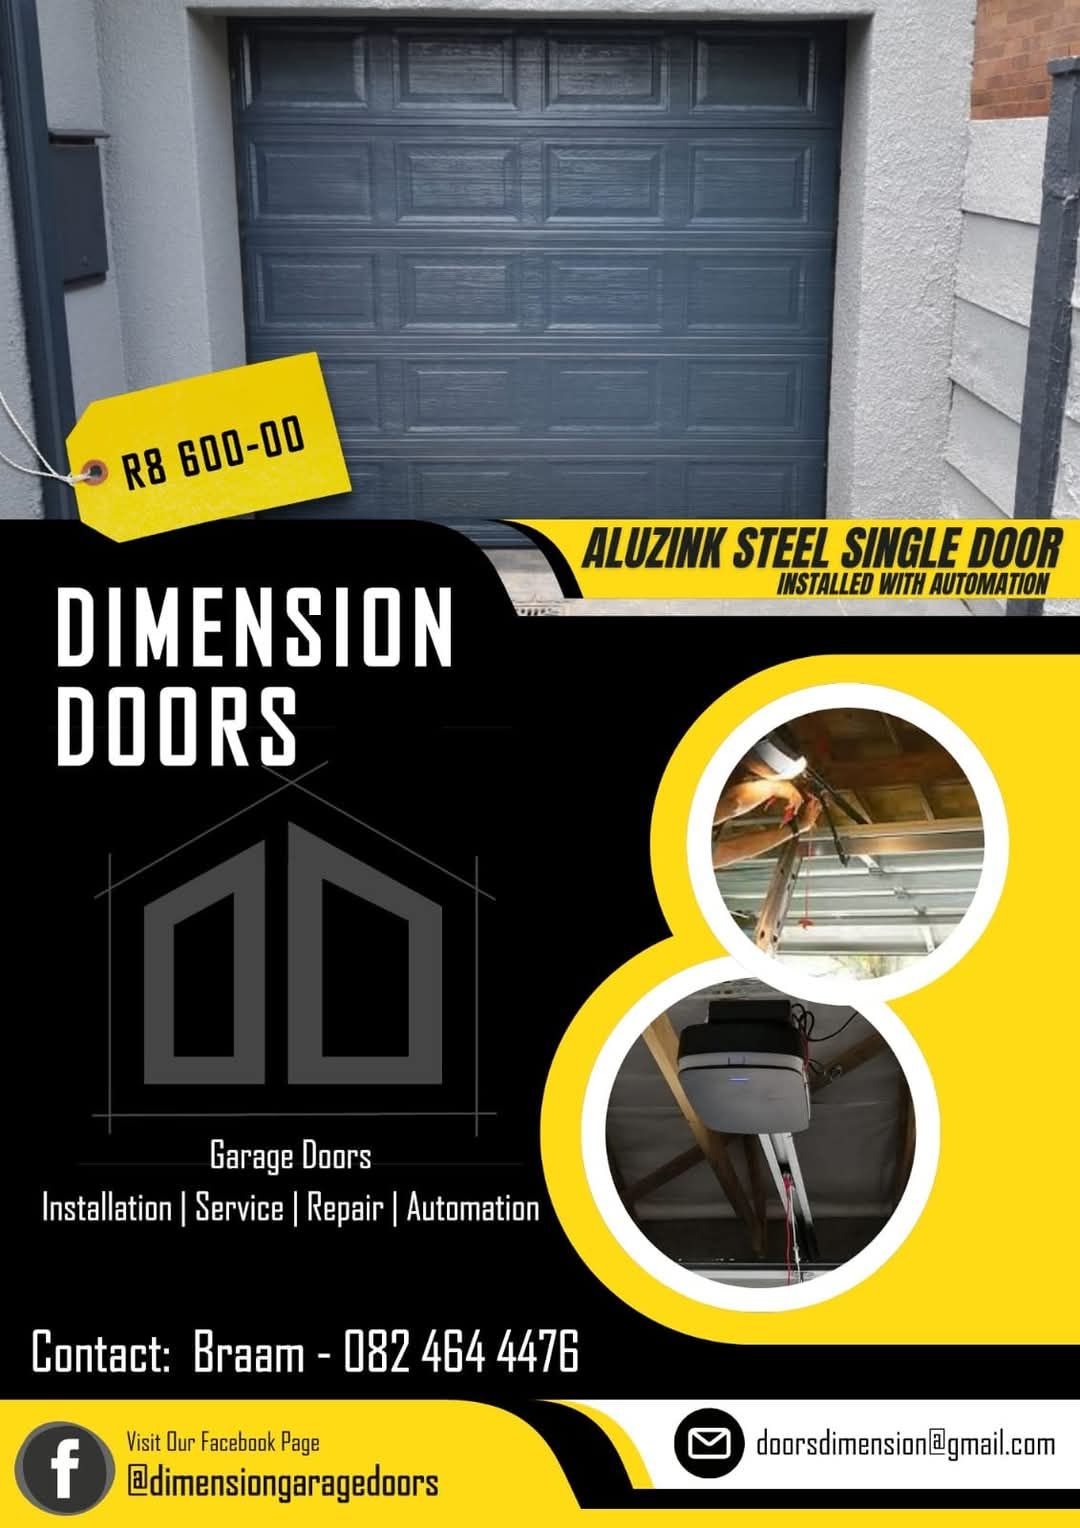 R8 600-00
ALUZINK STEEL SINGLE DOOR
INSTALLED WITH AUTOMATION
DIMENSION
DOORS
Garage Doors
Installation | Service | Repair | Automation
Contact: Braam - 082 464 4476
Visit Our Facebook Page
@dimensiongaragedoors
doorsdimension@gmail.com